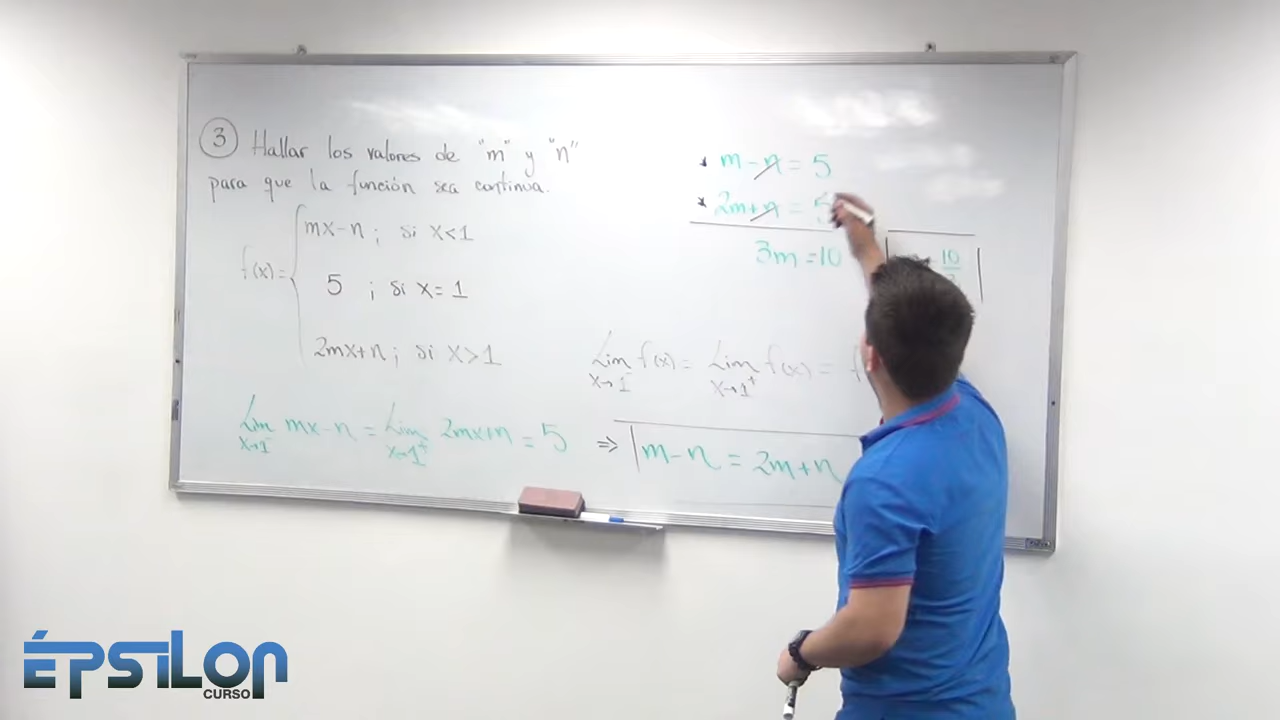 3 Hallar los valores de "m" y "n"
para que la función sea continua.
f(x)=
mx-n ; si x<1
5 ; si x=1
2mx+n ; si x>1
Lim mx-n = Lim 2mx+n = 5 ⇒ m-n = 2m+n
x→1⁻ x→1⁺
* m-n = 5
* 2m+n = 5
3m = 10
10
Lim f(x) = Lim f(x) = f
x→1⁻ x→1⁺
ÉPSILON
CURSO